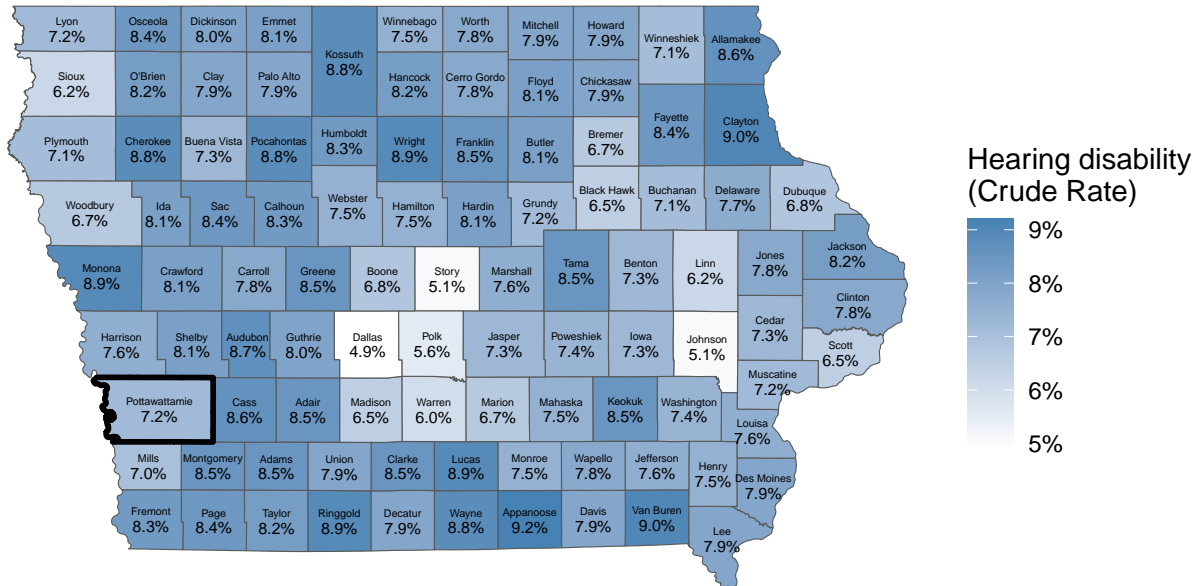 Lyon
7.2%
Osceola
8.4%
Dickinson
8.0%
Emmet
8.1%
Kossuth
8.8%
Winnebago
7.5%
Worth
7.8%
Mitchell
7.9%
Howard
7.9%
Winneshiek
7.1%
Allamakee
8.6%
Sioux
6.2%
O'Brien
8.2%
Clay
7.9%
Palo Alto
7.9%
Hancock
8.2%
Cerro Gordo
7.8%
Floyd
8.1%
Chickasaw
7.9%
Fayette
8.4%
Clayton
9.0%
Plymouth
7.1%
Cherokee
8.8%
Buena Vista
7.3%
Pocahontas
8.8%
Humboldt
8.3%
Wright
8.9%
Franklin
8.5%
Butler
8.1%
Bremer
6.7%
Woodbury
6.7%
Ida
8.1%
Sac
8.4%
Calhoun
8.3%
Webster
7.5%
Hamilton
7.5%
Hardin
8.1%
Grundy
7.2%
Black Hawk
6.5%
Buchanan
7.1%
Delaware
7.7%
Dubuque
6.8%
Monona
8.9%
Crawford
8.1%
Carroll
7.8%
Greene
8.5%
Boone
6.8%
Story
5.1%
Marshall
7.6%
Tama
8.5%
Benton
7.3%
Linn
6.2%
Jones
7.8%
Jackson
8.2%
Clinton
7.8%
Harrison
7.6%
Shelby
8.1%
Audubon
8.7%
Guthrie
8.0%
Dallas
4.9%
Polk
5.6%
Jasper
7.3%
Poweshiek
7.4%
Iowa
7.3%
Johnson
5.1%
Cedar
7.3%
Scott
6.5%
Muscatine
7.2%
Pottawattamie
7.2%
Cass
8.6%
Adair
8.5%
Madison
6.5%
Warren
6.0%
Marion
6.7%
Mahaska
7.5%
Keokuk
8.5%
Washington
7.4%
Louisa
7.6%
Mills
7.0%
Montgomery
8.5%
Adams
8.5%
Union
7.9%
Clarke
8.5%
Lucas
8.9%
Monroe
7.5%
Wapello
7.8%
Jefferson
7.6%
Henry
7.5%
Des Moines
7.9%
Fremont
8.3%
Page
8.4%
Taylor
8.2%
Ringgold
8.9%
Decatur
7.9%
Wayne
8.8%
Appanoose
9.2%
Davis
7.9%
Van Buren
9.0%
Lee
7.9%
Hearing disability
(Crude Rate)
9%
8%
7%
6%
5%